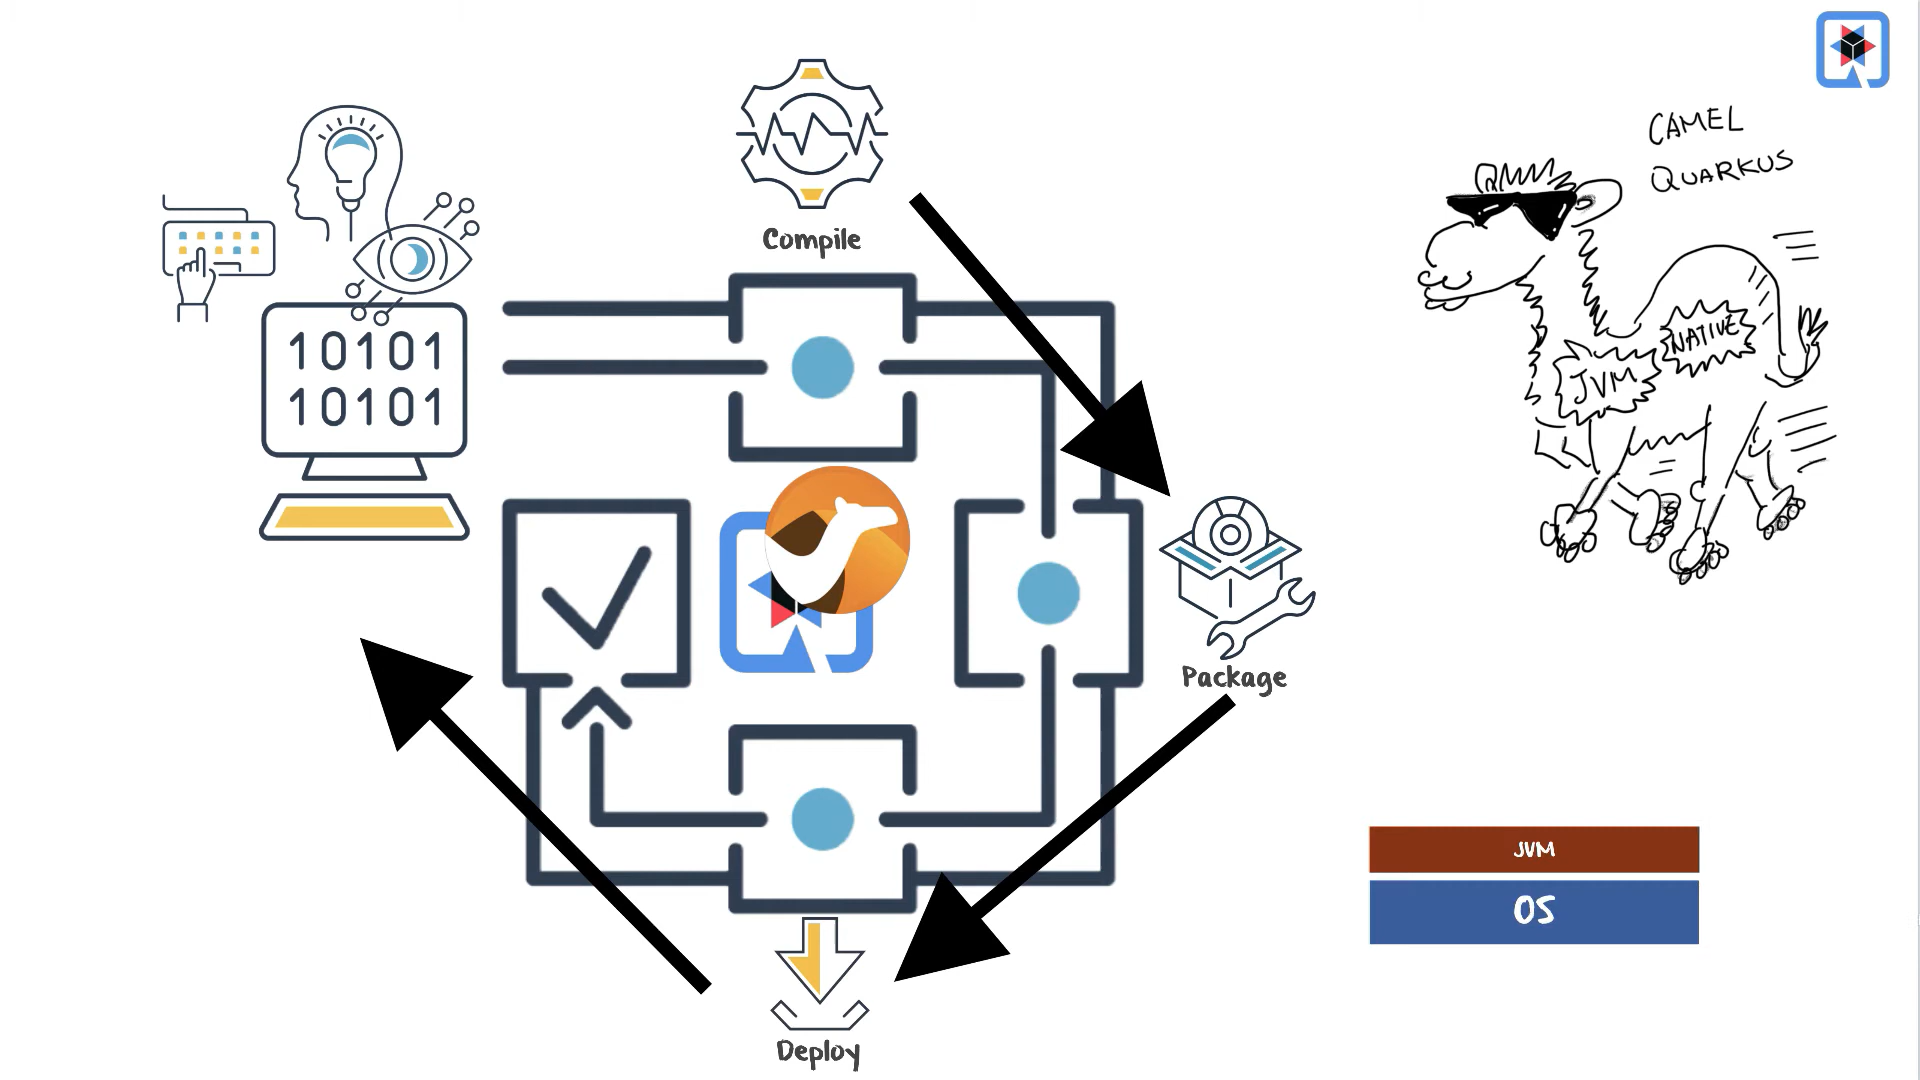 Compile
CAMEL
QUARKUS
10101
10101
NATIVE
JVM
Package
JVM
OS
Deploy